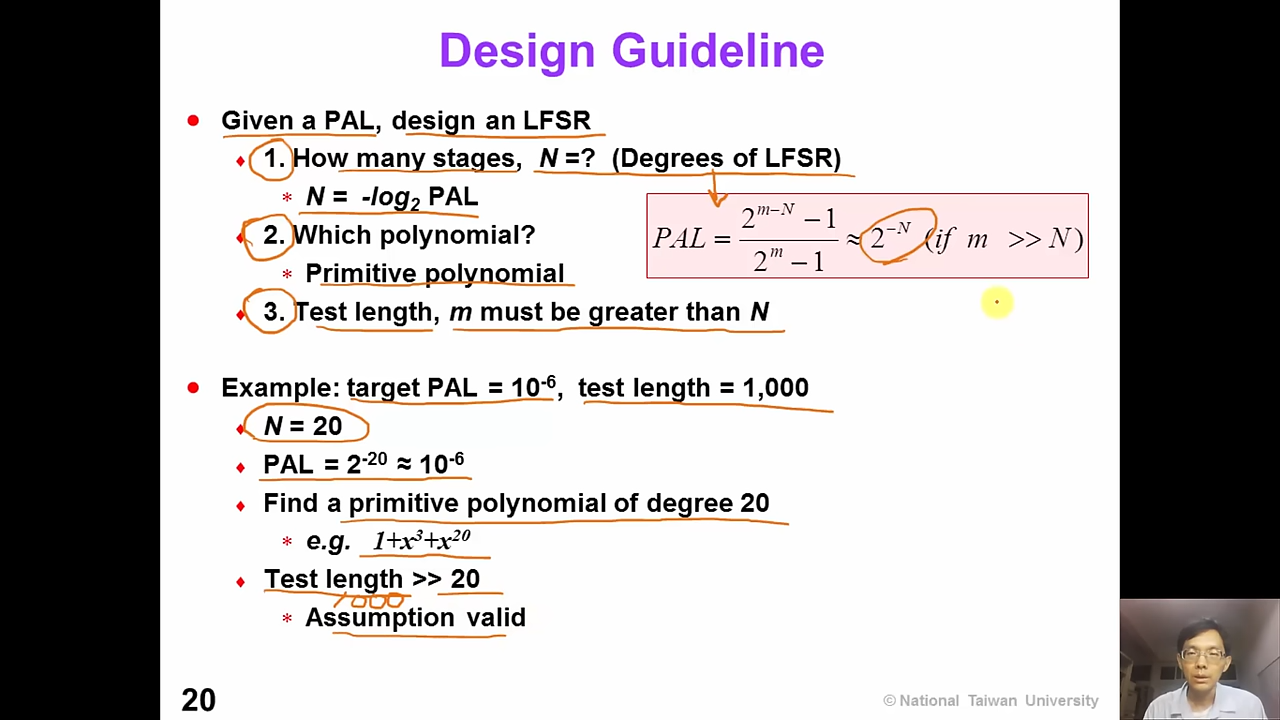 Design Guideline
• Given a PAL, design an LFSR
♦ 1. How many stages, N =? (Degrees of LFSR)
* N = -log₂ PAL
PAL = (2^{m-N} - 1) / (2^m - 1) ≈ 2^{-N} (if m >> N)
♦ 2. Which polynomial?
* Primitive polynomial
♦ 3. Test length, m must be greater than N
• Example: target PAL = 10⁻⁶, test length = 1,000
♦ N = 20
♦ PAL = 2⁻²⁰ ≈ 10⁻⁶
♦ Find a primitive polynomial of degree 20
* e.g. 1+x³+x²⁰
♦ Test length >> 20
1000
* Assumption valid
20
© National Taiwan University